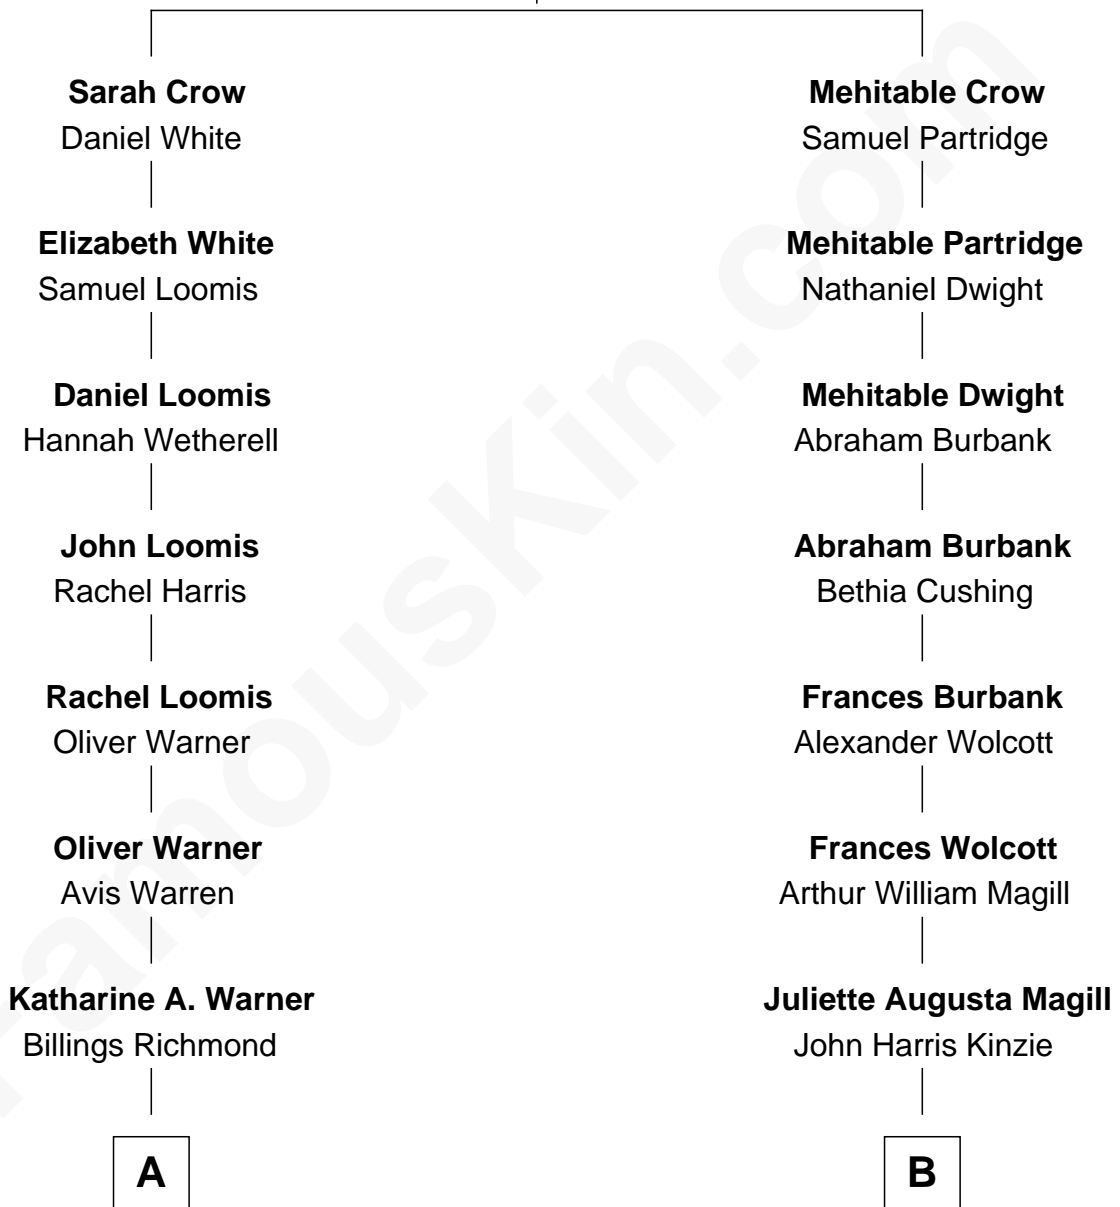 Sarah Crow
Daniel White
Elizabeth White
Samuel Loomis
Daniel Loomis
Hannah Wetherell
John Loomis
Rachel Harris
Rachel Loomis
Oliver Warner
Oliver Warner
Avis Warren
Katharine A. Warner
Billings Richmond
A
Mehitable Crow
Samuel Partridge
Mehitable Partridge
Nathaniel Dwight
Mehitable Dwight
Abraham Burbank
Abraham Burbank
Bethia Cushing
Frances Burbank
Alexander Wolcott
Frances Wolcott
Arthur William Magill
Juliette Augusta Magill
John Harris Kinzie
B
FamousKin.com